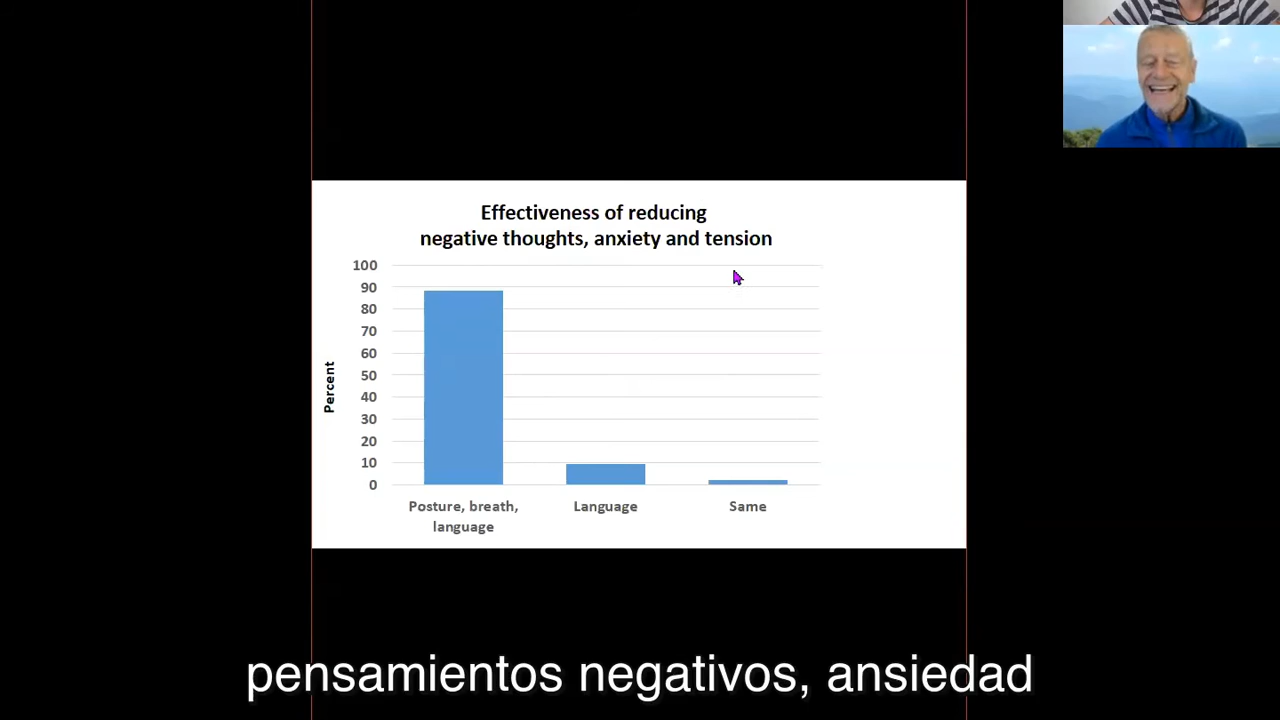 Effectiveness of reducing
negative thoughts, anxiety and tension
100
90
80
70
60
50
40
30
20
10
0
Percent
Posture, breath,
language
Language
Same
pensamientos negativos, ansiedad